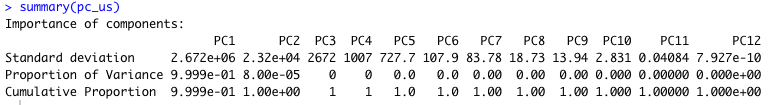 > summary(pc_us)
Importance of components:
PC1 PC2 PC3 PC4 PC5 PC6 PC7 PC8 PC9 PC10 PC11 PC12
Standard deviation 2.672e+06 2.32e+04 2672 1007 727.7 107.9 83.78 18.73 13.94 2.831 0.04084 7.927e-10
Proportion of Variance 9.999e-01 8.00e-05 0 0 0.0 0.0 0.00 0.00 0.00 0.000 0.00000 0.000e+00
Cumulative Proportion 9.999e-01 1.00e+00 1 1 1.0 1.0 1.00 1.00 1.00 1.000 1.00000 1.000e+00